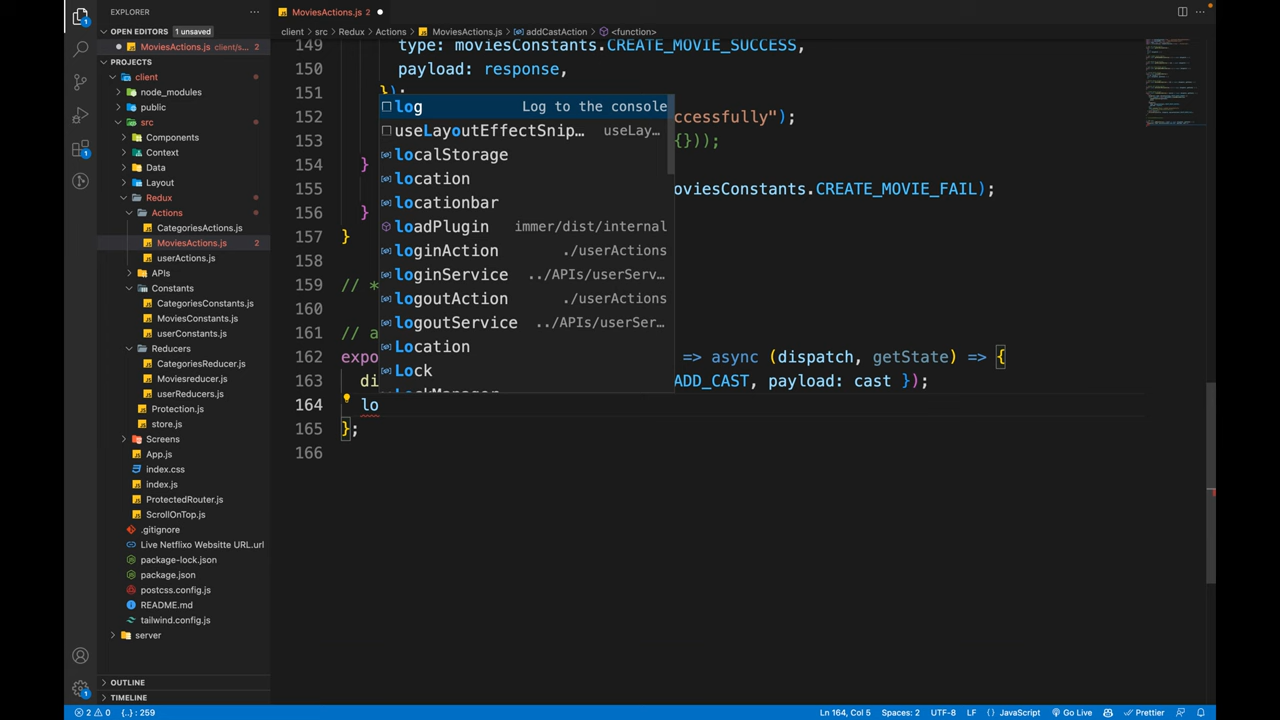 EXPLORER
OPEN EDITORS 1 unsaved
MoviesActions.js client/s... 2
PROJECTS
client
node_modules
public
src
Components
Context
Data
Layout
Redux
Actions
CategoriesActions.js
MoviesActions.js 2
userActions.js
APIs
Constants
CategoriesConstants.js
MoviesConstants.js
userConstants.js
Reducers
CategoriesReducer.js
Moviesreducer.js
userReducers.js
Protection.js
store.js
Screens
App.js
index.css
index.js
ProtectedRouter.js
ScrollOnTop.js
.gitignore
Live Netflixo Websitte URL.url
package-lock.json
package.json
postcss.config.js
README.md
tailwind.config.js
server
OUTLINE
TIMELINE
MoviesActions.js 2
client > src > Redux > Actions > MoviesActions.js > addCastAction > <function>
149 type: moviesConstants.CREATE_MOVIE_SUCCESS,
150 payload: response,
151 });
152 cessfully");
153 {}));
154 }
155 oviesConstants.CREATE_MOVIE_FAIL);
156 }
157 }
158
159 // *
160
161 // a
162 expo => async (dispatch, getState) => {
163 di ADD_CAST, payload: cast });
164 lo
165 };
166
log Log to the console
useLayoutEffectSnip... useLay...
localStorage
location
locationbar
loadPlugin immer/dist/internal
loginAction ./userActions
loginService ../APIs/userServ...
logoutAction ./userActions
logoutService ../APIs/userSer...
Location
Lock
LockManager
2 0 {..} : 259 Ln 164, Col 5 Spaces: 2 UTF-8 LF {} JavaScript Go Live Prettier